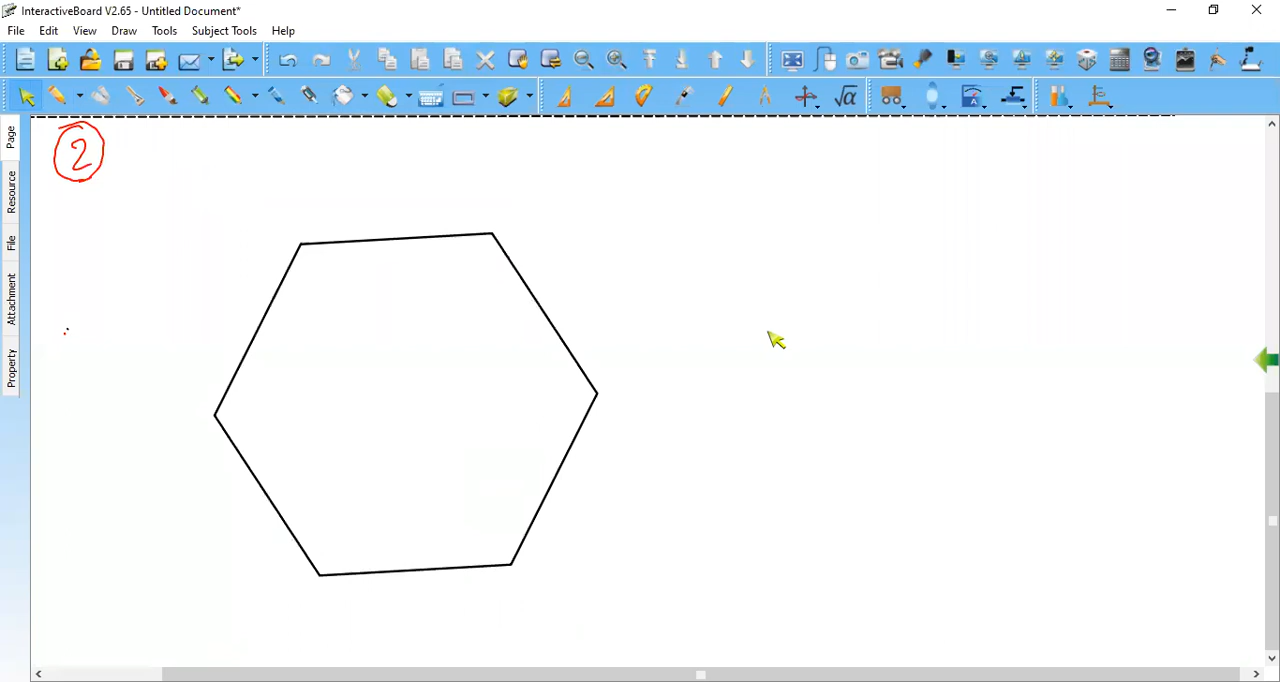 InteractiveBoard V2.65 - Untitled Document*
File Edit View Draw Tools Subject Tools Help
Page
Resource
File
Attachment
Property
2